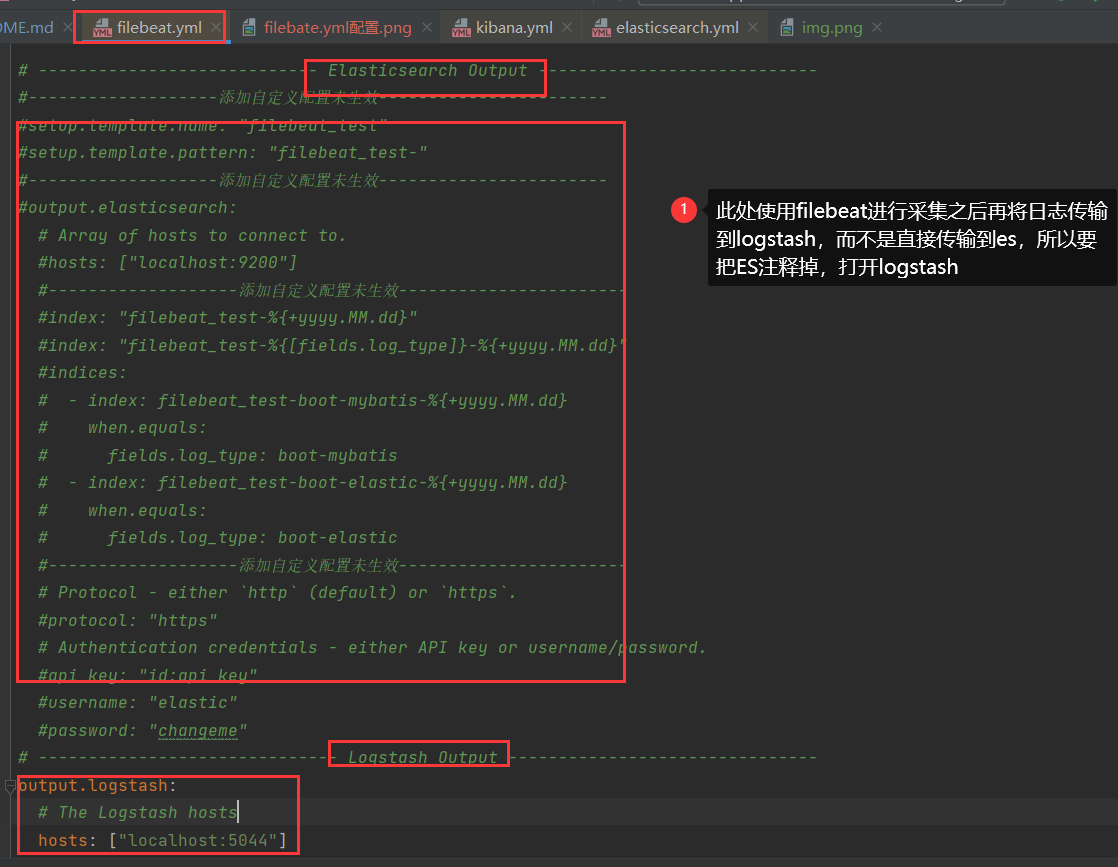 OME.md filebeat.yml filebate.yml配置.png kibana.yml elasticsearch.yml img.png
# ---------------------------- Elasticsearch Output ----------------------------
#-------------------添加自定义配置未生效-----------------------
#setup.template.name: "filebeat_test"
#setup.template.pattern: "filebeat_test-"
#-------------------添加自定义配置未生效-----------------------
#output.elasticsearch:
# Array of hosts to connect to.
#hosts: ["localhost:9200"]
#-------------------添加自定义配置未生效-----------------------
#index: "filebeat_test-%{+yyyy.MM.dd}"
#index: "filebeat_test-%{[fields.log_type]}-%{+yyyy.MM.dd}"
#indices:
#  - index: filebeat_test-boot-mybatis-%{+yyyy.MM.dd}
#    when.equals:
#      fields.log_type: boot-mybatis
#  - index: filebeat_test-boot-elastic-%{+yyyy.MM.dd}
#    when.equals:
#      fields.log_type: boot-elastic
#-------------------添加自定义配置未生效-----------------------
# Protocol - either `http` (default) or `https`.
#protocol: "https"
# Authentication credentials - either API key or username/password.
#api_key: "id:api_key"
#username: "elastic"
#password: "changeme"
# ------------------------------ Logstash Output -------------------------------
output.logstash:
# The Logstash hosts
hosts: ["localhost:5044"]
1
此处使用filebeat进行采集之后再将日志传输
到logstash，而不是直接传输到es，所以要
把ES注释掉，打开logstash